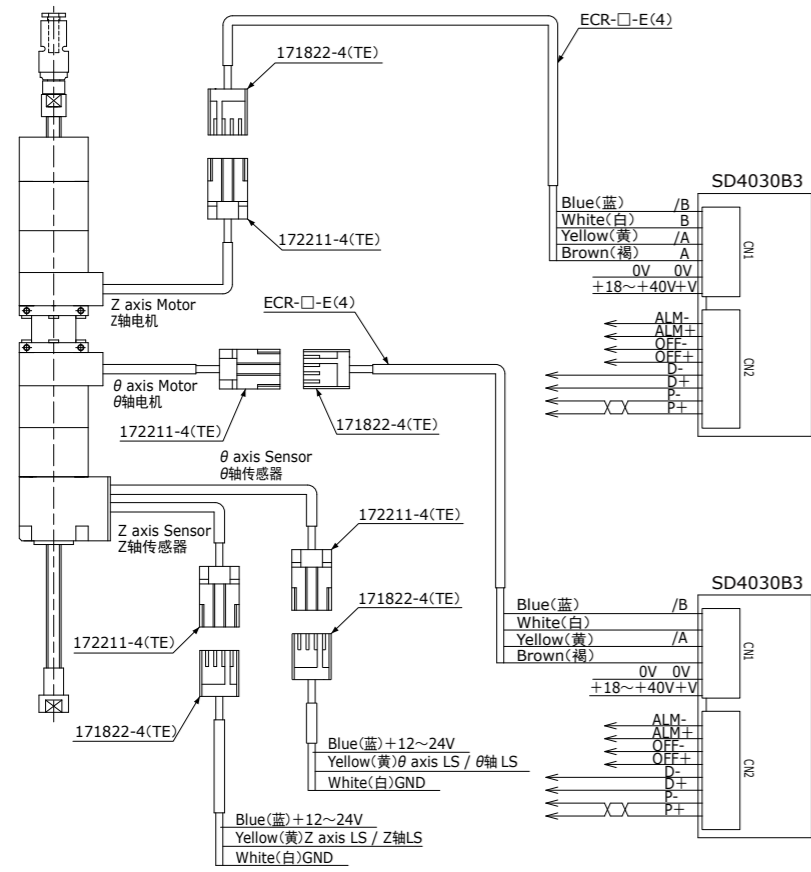 ECR-□-E(4)
171822-4(TE)
SD4030B3
Blue(蓝) /B
White(白) B
Yellow(黄) /A
Brown(褐) A
0V 0V
+18～+40V+V
CN1
172211-4(TE)
Z axis Motor
Z轴电机
ECR-□-E(4)
ALM-
ALM+
OFF-
OFF+
D-
D+
P-
P+
CN2
θ axis Motor
θ轴电机
172211-4(TE)
171822-4(TE)
θ axis Sensor
θ轴传感器
Z axis Sensor
Z轴传感器
172211-4(TE)
SD4030B3
171822-4(TE)
Blue(蓝) /B
White(白)
Yellow(黄) /A
Brown(褐)
0V 0V
+18～+40V+V
CN1
172211-4(TE)
171822-4(TE)
ALM-
ALM+
OFF-
OFF+
D-
D+
P-
P+
CN2
Blue(蓝)+12～24V
Yellow(黄)θ axis LS / θ轴 LS
White(白)GND
Blue(蓝)+12～24V
Yellow(黄)Z axis LS / Z轴LS
White(白)GND